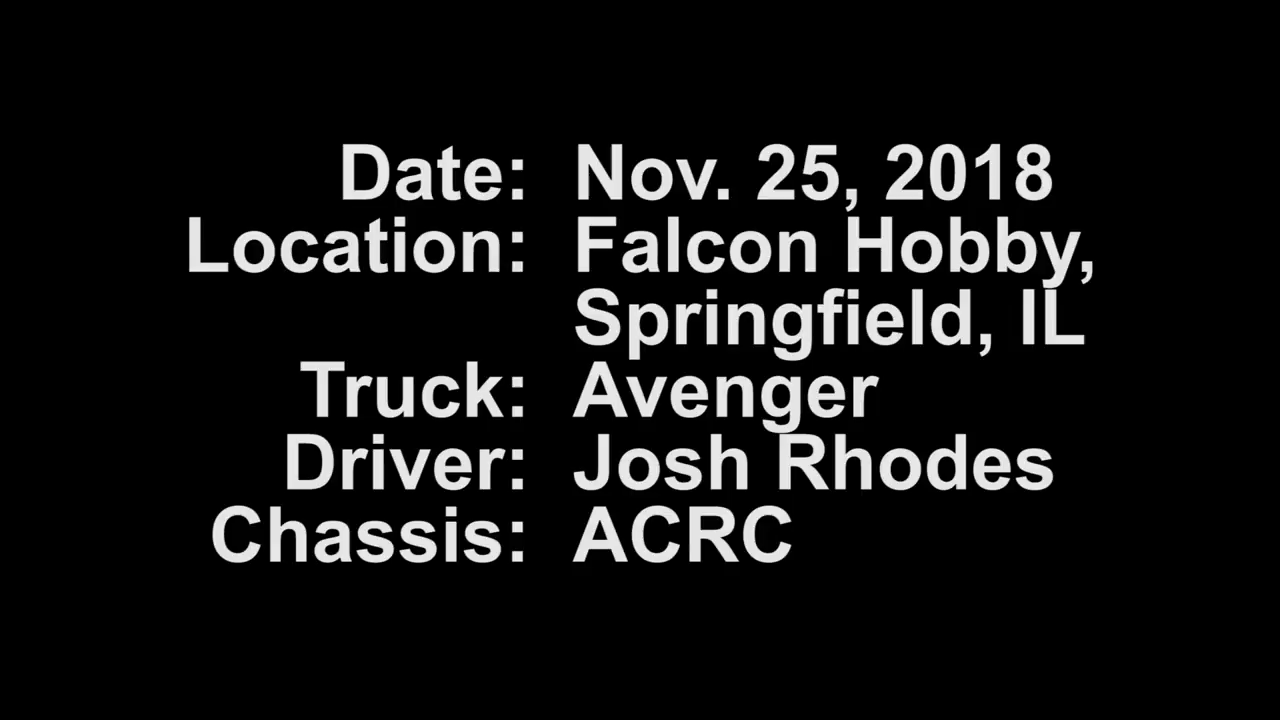 Date: Nov. 25, 2018
Location: Falcon Hobby,
Springfield, IL
Truck: Avenger
Driver: Josh Rhodes
Chassis: ACRC